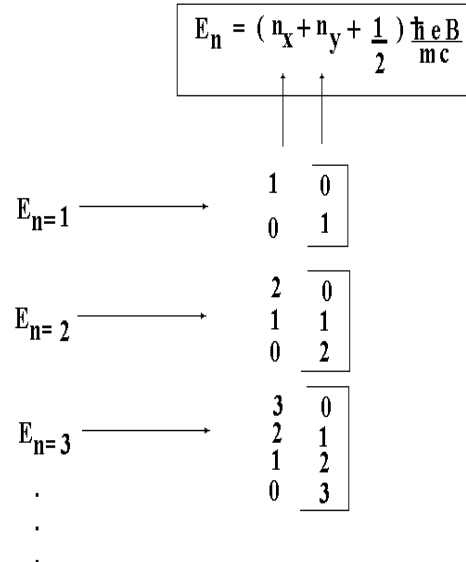 E_n = ( n_x + n_y + 1/2 ) ħeB/mc
E_{n=1} 1 0
0 1
E_{n=2} 2 0
1 1
0 2
E_{n=3} 3 0
2 1
1 2
0 3
.
.
.